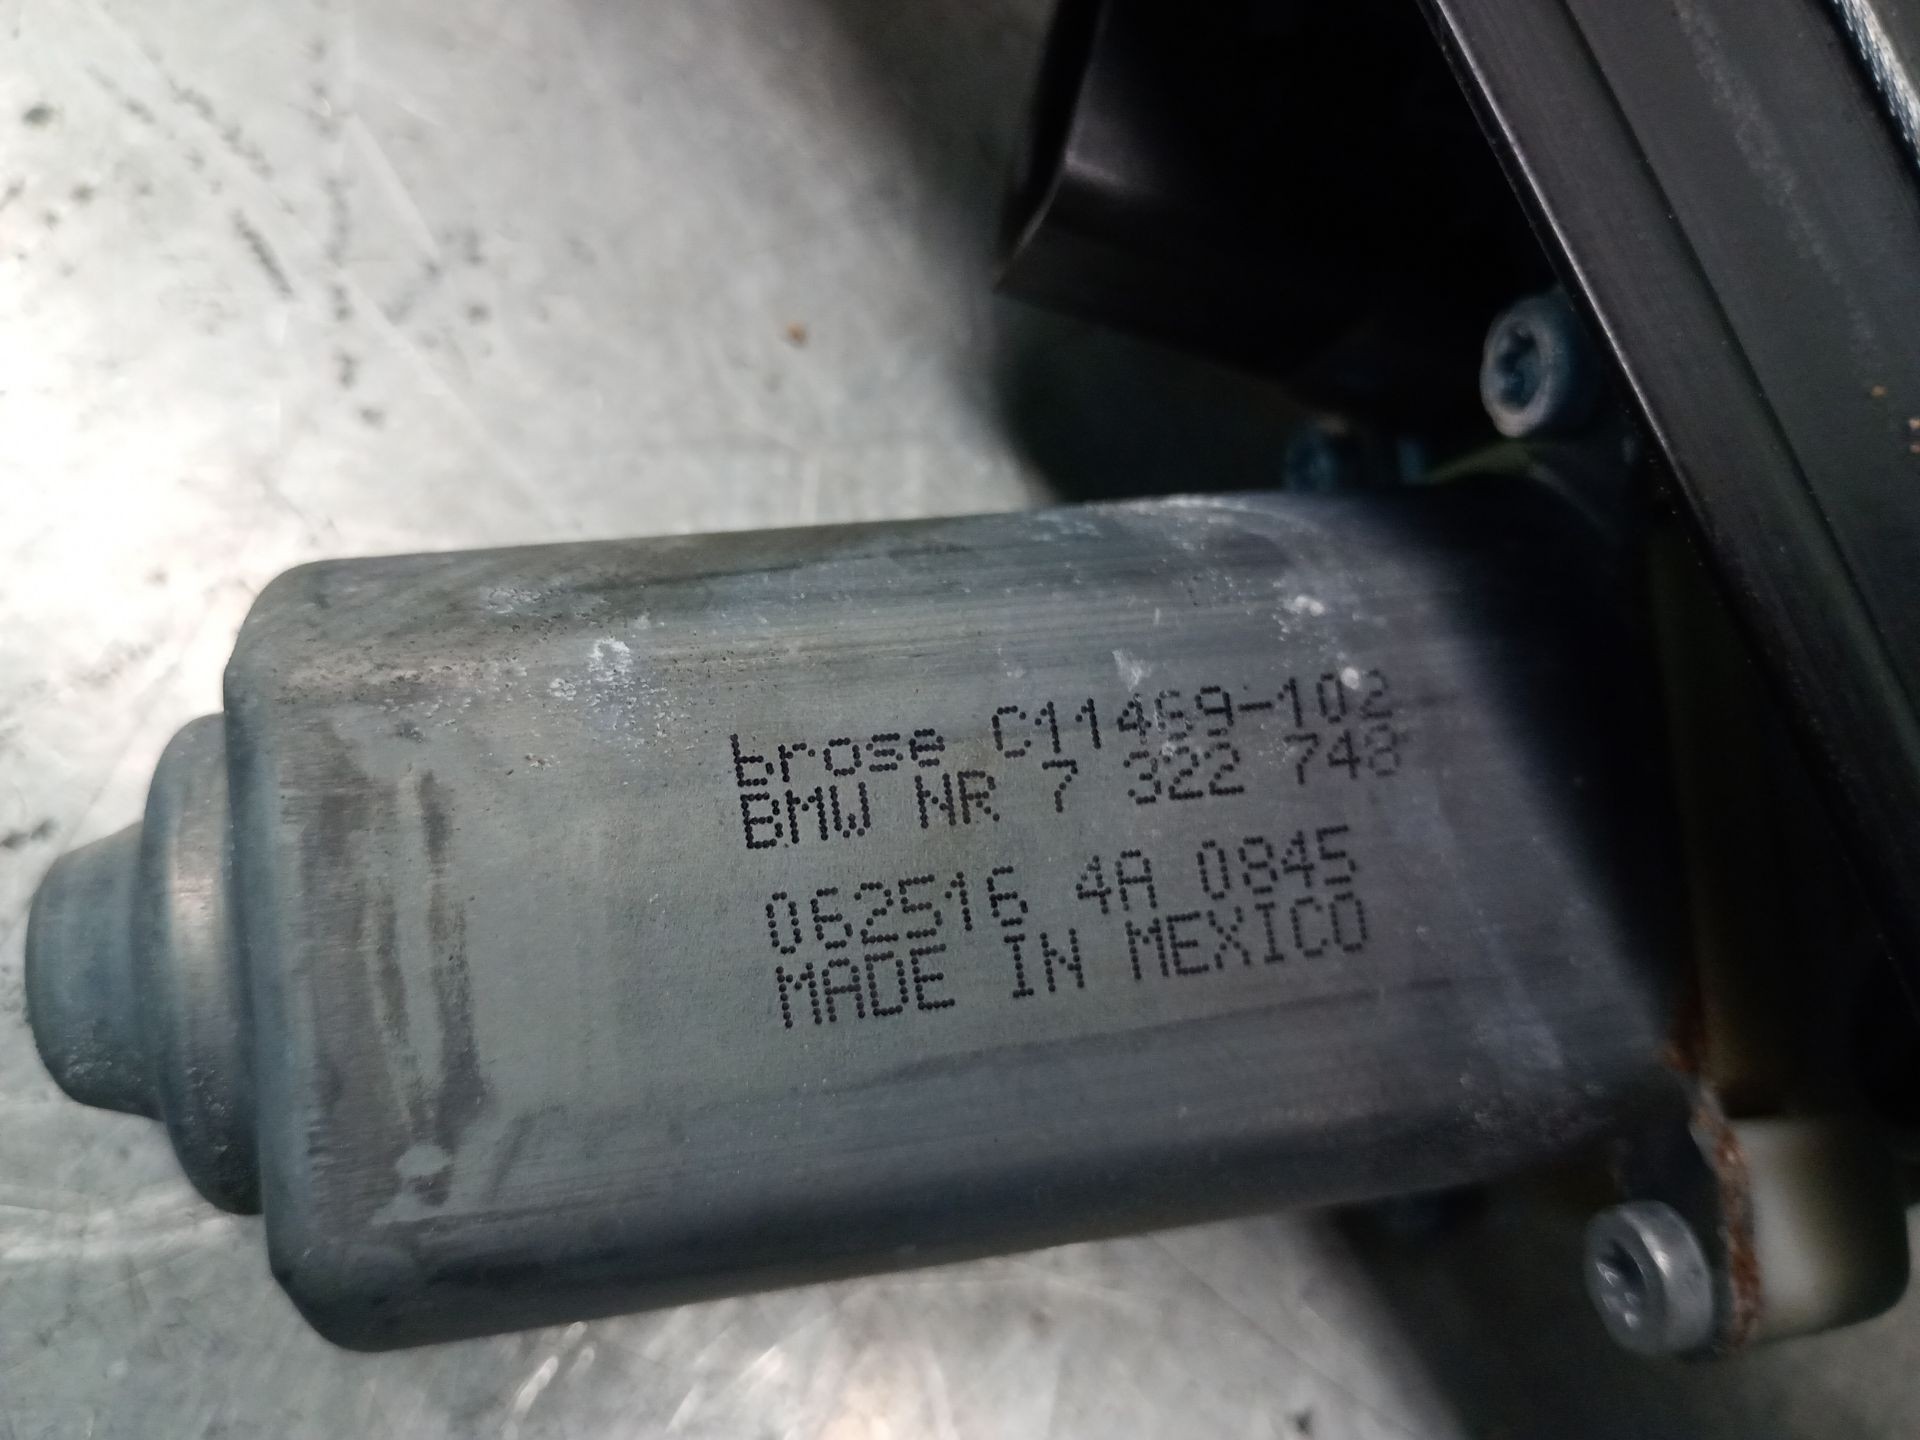 brose C11469-102
BMW NR 7 322 748
062516 4A 0845
MADE IN MEXICO